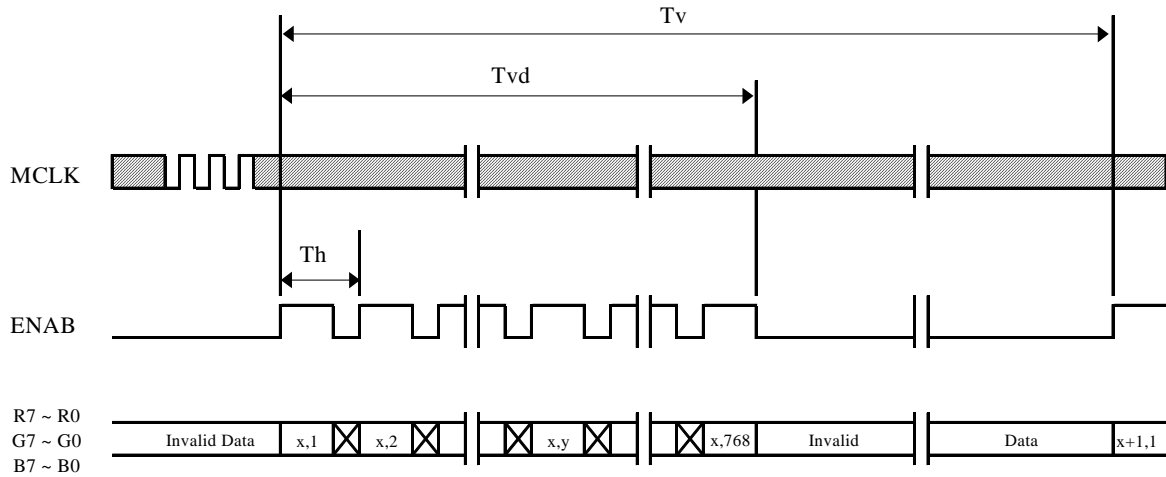 Tv
Tvd
MCLK
Th
ENAB
R7 ~ R0
G7 ~ G0
B7 ~ B0
Invalid Data x,1 x,2 x,y x,768 Invalid Data x+1,1